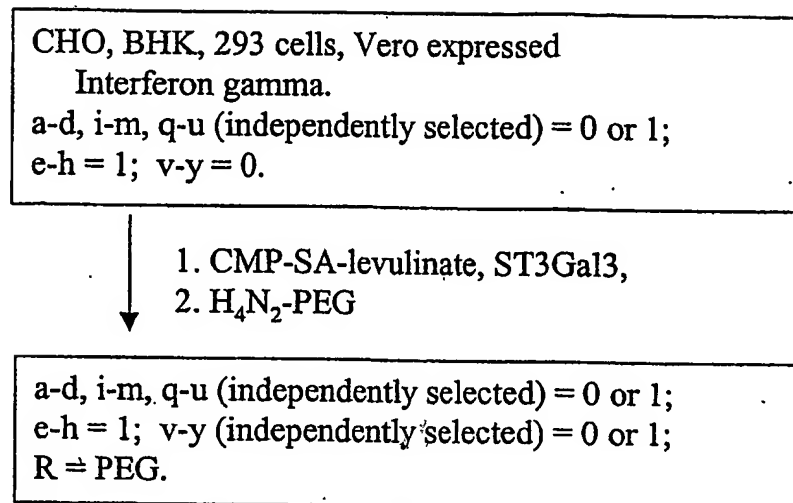 CHO, BHK, 293 cells, Vero expressed
Interferon gamma.
a-d, i-m, q-u (independently selected) = 0 or 1;
e-h = 1; v-y = 0.
1. CMP-SA-levulinate, ST3Gal3,
2. H₄N₂-PEG
a-d, i-m, q-u (independently selected) = 0 or 1;
e-h = 1; v-y (independently selected) = 0 or 1;
R = PEG.